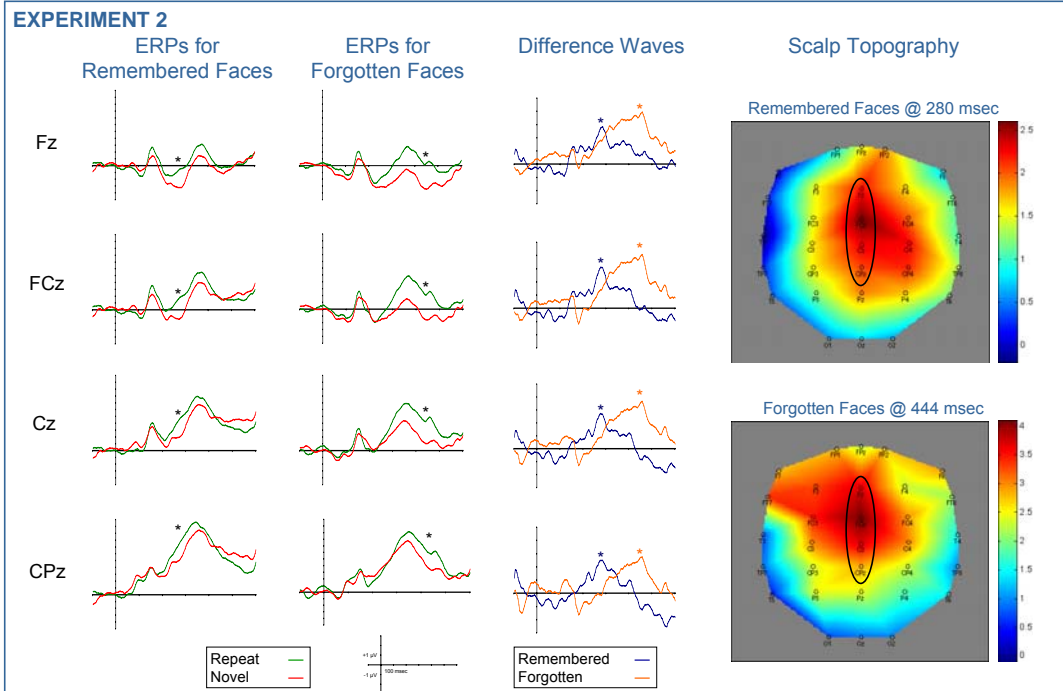 EXPERIMENT 2
ERPs for
Remembered Faces
ERPs for
Forgotten Faces
Difference Waves
Scalp Topography
Remembered Faces @ 280 msec
Fz
*
*
*
*
2.5
2
1.5
1
0.5
0
FCz
*
*
*
*
Cz
*
*
*
*
Forgotten Faces @ 444 msec
4
3.5
3
2.5
2
1.5
1
0.5
0
CPz
*
*
*
*
Repeat
Novel
+1 µV
-1 µV
100 msec
Remembered
Forgotten